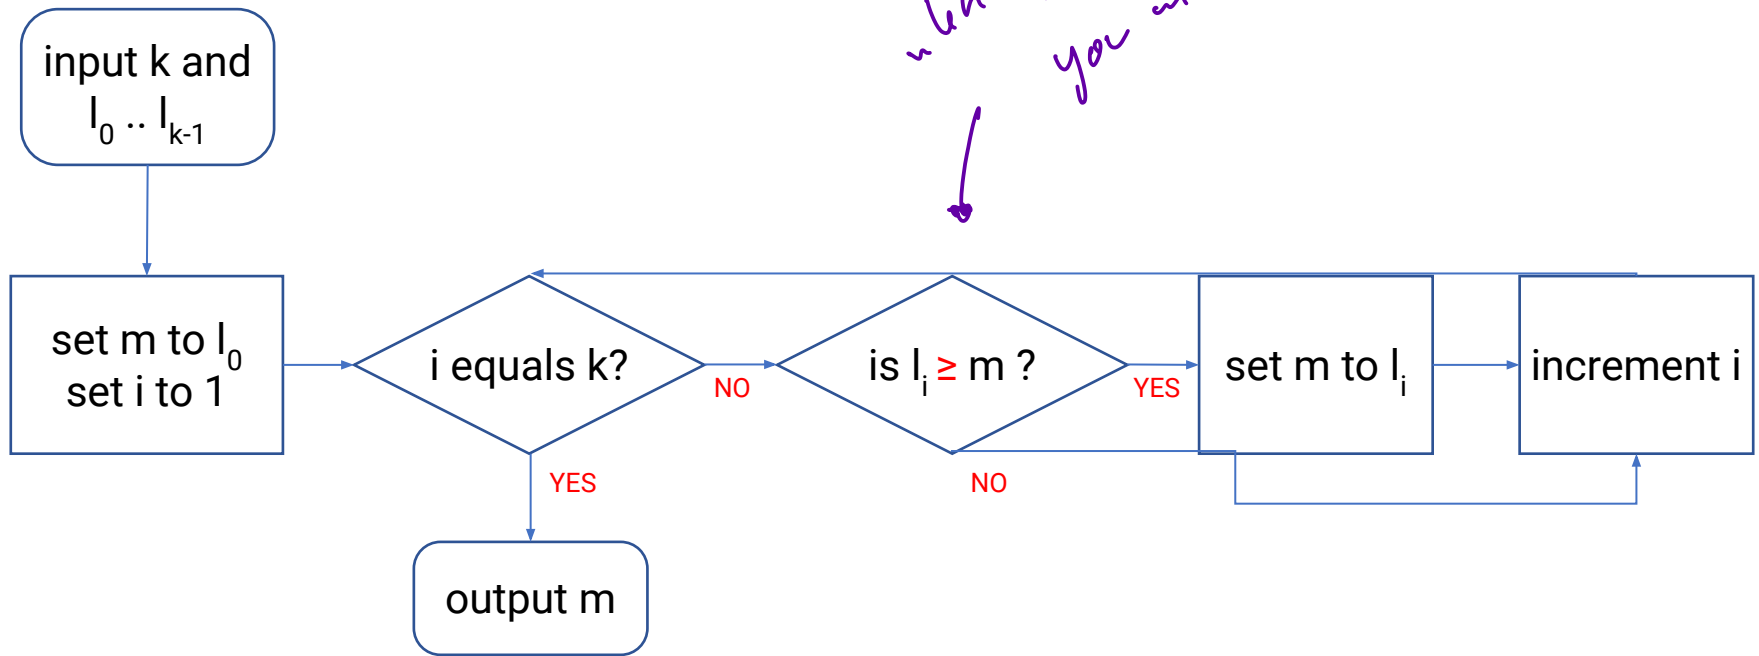 input k and
l₀ .. lₖ₋₁
you
set m to l₀
set i to 1
i equals k?
NO
is lᵢ ≥ m ?
YES
set m to lᵢ
increment i
YES
NO
output m